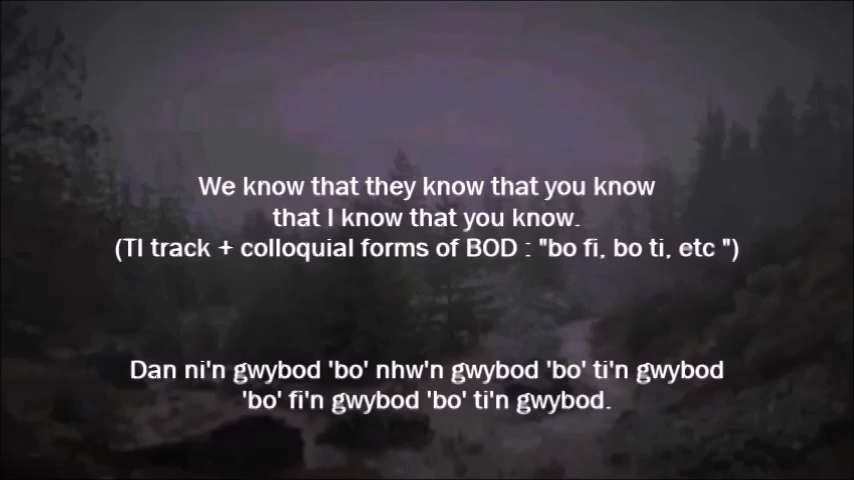 We know that they know that you know
that I know that you know.
(TI track + colloquial forms of BOD : "bo fi, bo ti, etc ")
Dan ni'n gwybod 'bo' nhw'n gwybod 'bo' ti'n gwybod
'bo' fi'n gwybod 'bo' ti'n gwybod.